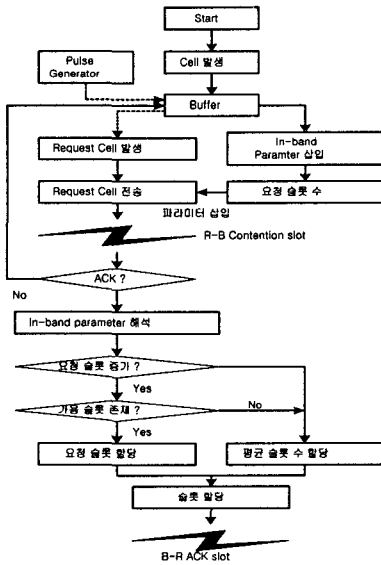 Start
Cell 발생
Pulse
Generator
Buffer
In-band
Paramter 삽입
Request Cell 발생
Request Cell 전송
요청 슬롯 수
파라미터 삽입
R-B Contention slot
ACK ?
No
In-band parameter 해석
요청 슬롯 증가 ?
Yes
가용 슬롯 존재 ?
No
Yes
요청 슬롯 할당
평균 슬롯 수 할당
슬롯 할당
B-R ACK slot